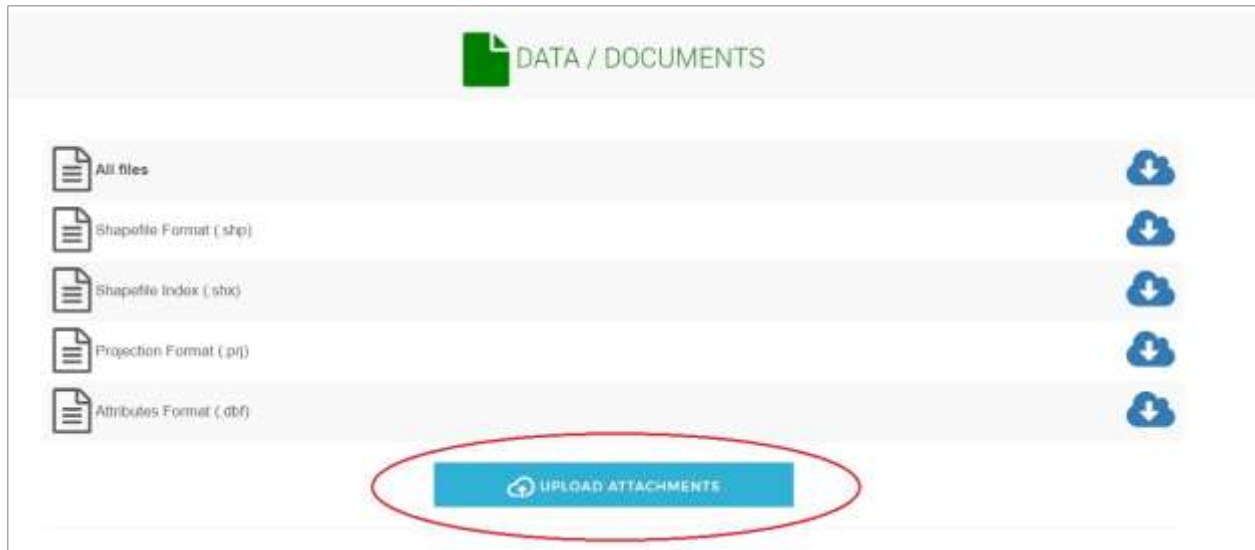 DATA / DOCUMENTS
All files
Shapefile Format (.shp)
Shapefile Index (.shx)
Projection Format (.prj)
Attributes Format (.dbf)
UPLOAD ATTACHMENTS